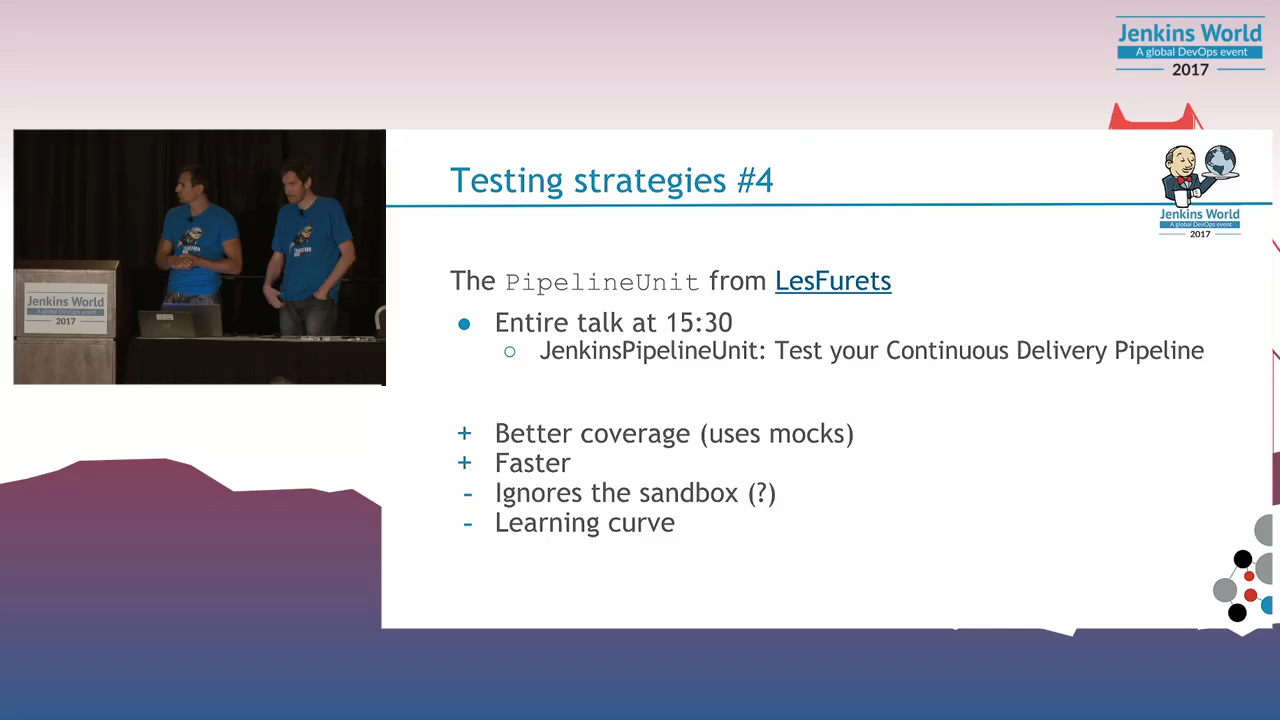 Jenkins World
A global DevOps event
2017
Testing strategies #4
Jenkins World
A global DevOps event
2017
The PipelineUnit from LesFurets
● Entire talk at 15:30
○ JenkinsPipelineUnit: Test your Continuous Delivery Pipeline
+ Better coverage (uses mocks)
+ Faster
- Ignores the sandbox (?)
- Learning curve
Jenkins World
2017